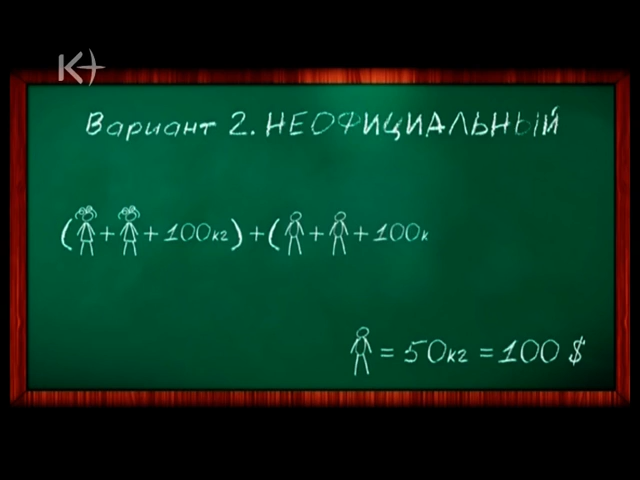 K+
Вариант 2. НЕОФИЦИАЛЬНЫЙ
( + + 100кг) + ( + + 100к
= 50кг = 100 $